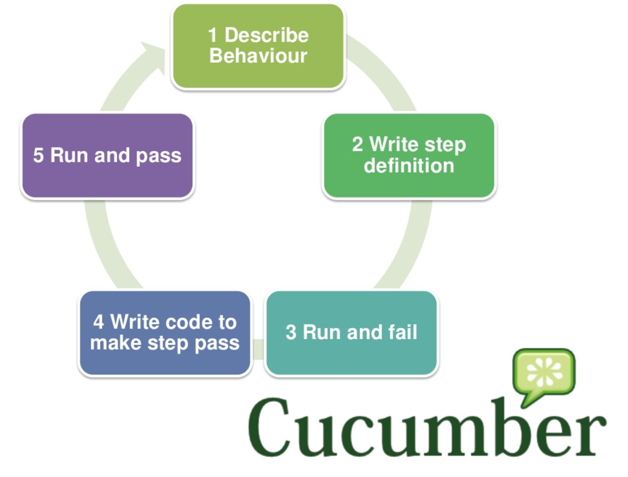 1 Describe
Behaviour
2 Write step
definition
3 Run and fail
4 Write code to
make step pass
5 Run and pass
Cucumber